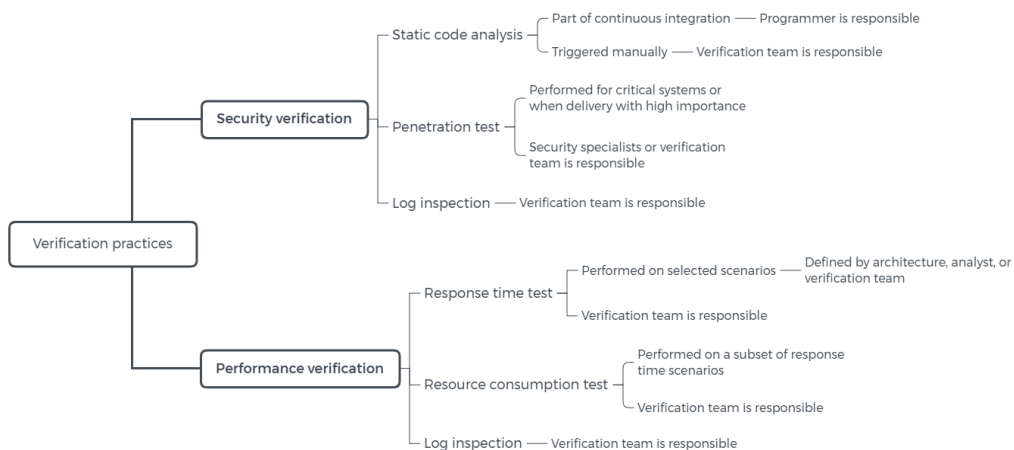 Verification practices
Security verification
Static code analysis
Part of continuous integration
Programmer is responsible
Triggered manually
Verification team is responsible
Penetration test
Performed for critical systems or
when delivery with high importance
Security specialists or verification
team is responsible
Log inspection
Verification team is responsible
Performance verification
Response time test
Performed on selected scenarios
Defined by architecture, analyst, or
verification team
Verification team is responsible
Resource consumption test
Performed on a subset of response
time scenarios
Verification team is responsible
Log inspection
Verification team is responsible